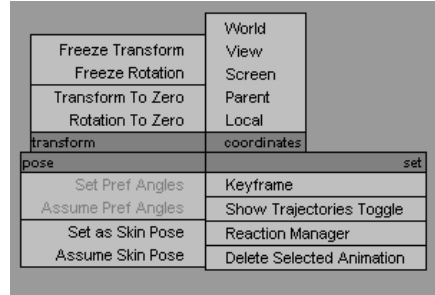 World
View
Screen
Parent
Local
Freeze Transform
Freeze Rotation
Transform To Zero
Rotation To Zero
transform
coordinates
pose
set
Set Pref Angles
Assume Pref Angles
Set as Skin Pose
Assume Skin Pose
Keyframe
Show Trajectories Toggle
Reaction Manager
Delete Selected Animation